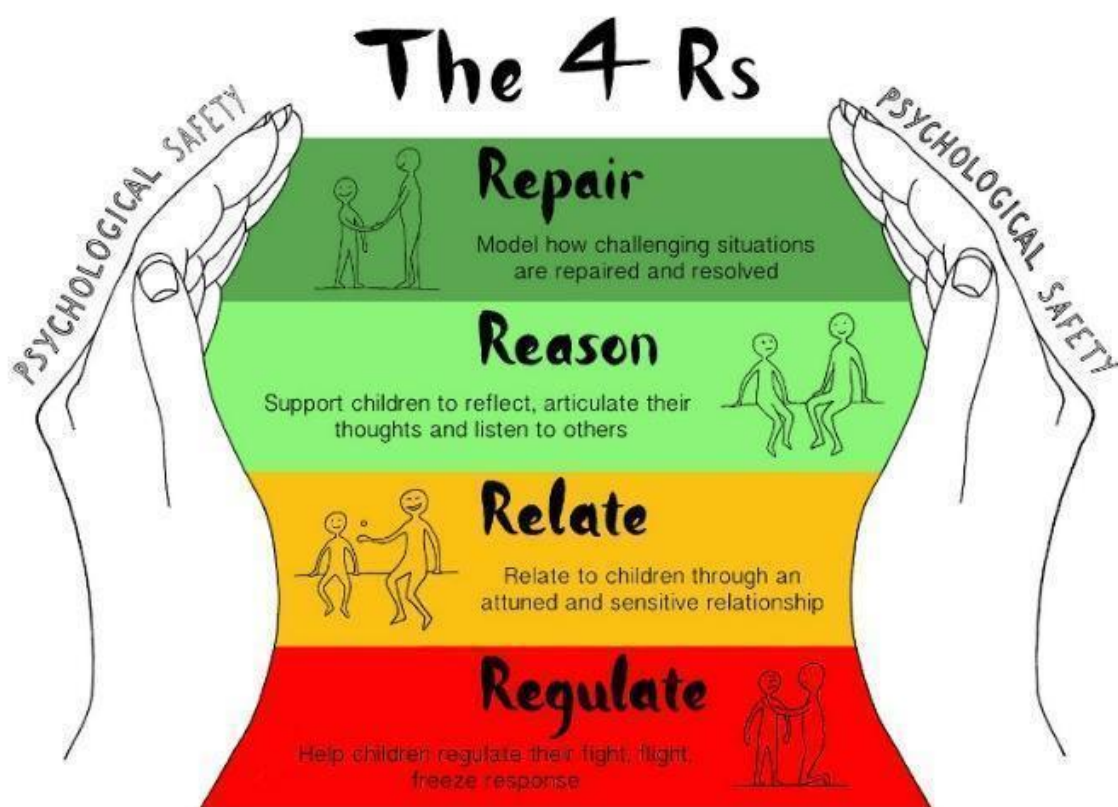 The 4 Rs
PSYCHOLOGICAL SAFETY
PSYCHOLOGICAL SAFETY
Repair
Model how challenging situations
are repaired and resolved
Reason
Support children to reflect, articulate their
thoughts and listen to others
Relate
Relate to children through an
attuned and sensitive relationship
Regulate
Help children regulate their fight, flight,
freeze response